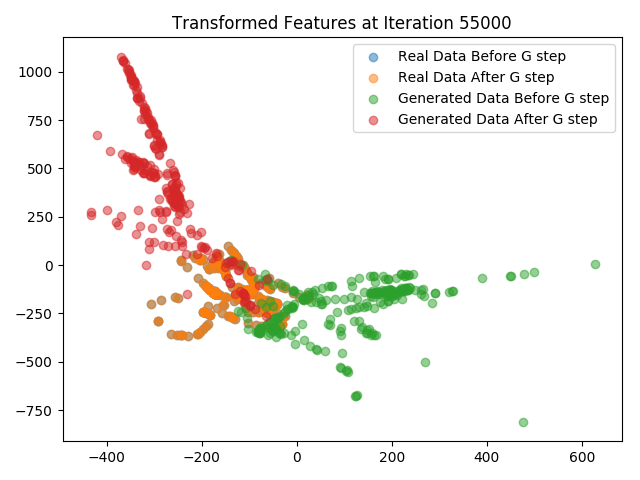 Transformed Features at Iteration 55000
Real Data Before G step
Real Data After G step
Generated Data Before G step
Generated Data After G step
1000
750
500
250
0
−250
−500
−750
−400
−200
0
200
400
600